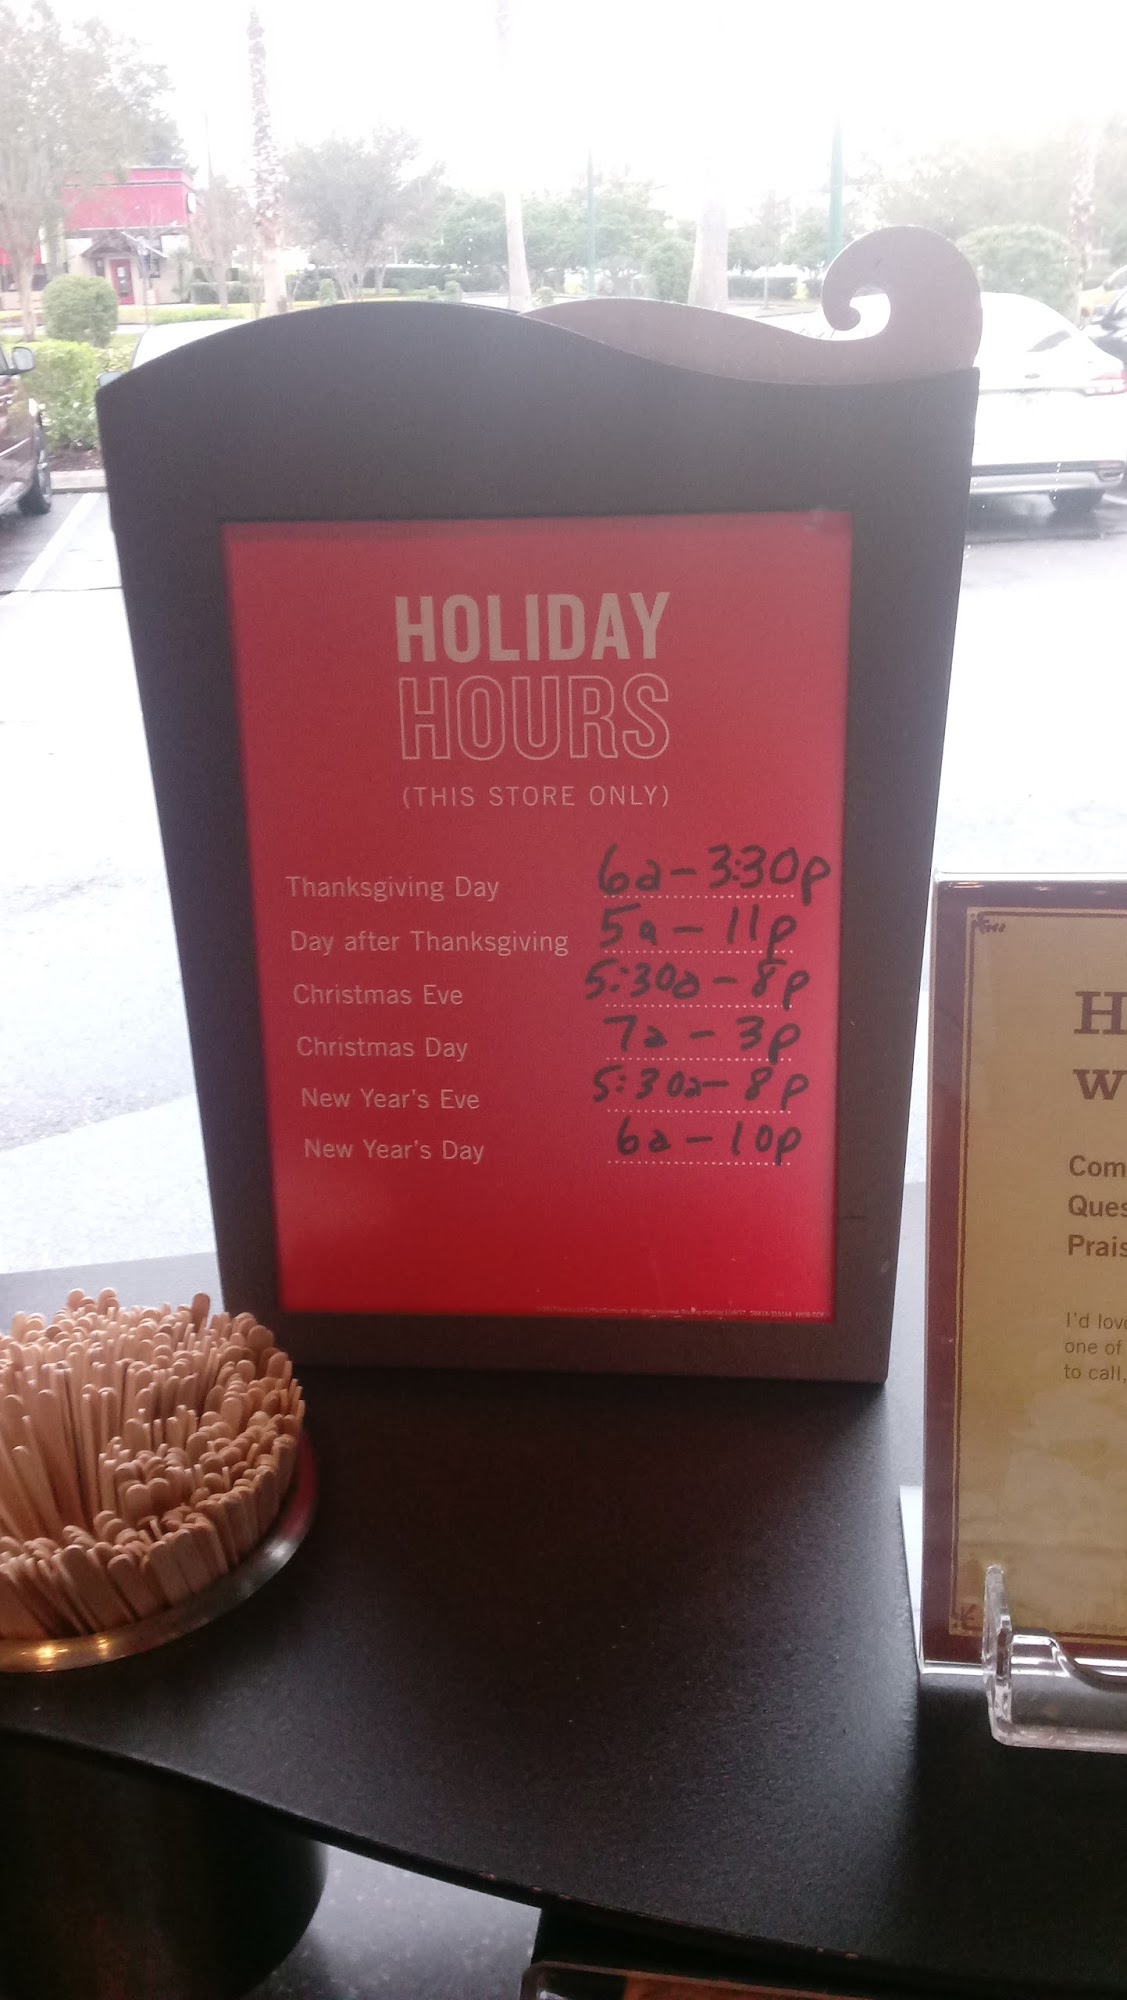 HOLIDAY
HOURS
(THIS STORE ONLY)
Thanksgiving Day 6a - 3:30p
Day after Thanksgiving 5a - 11p
Christmas Eve 5:30a - 8p
Christmas Day 7a - 3p
New Year's Eve 5:30a - 8p
New Year's Day 6a - 10p
H
W
Com
Ques
Prais
I'd love
one of
to call,